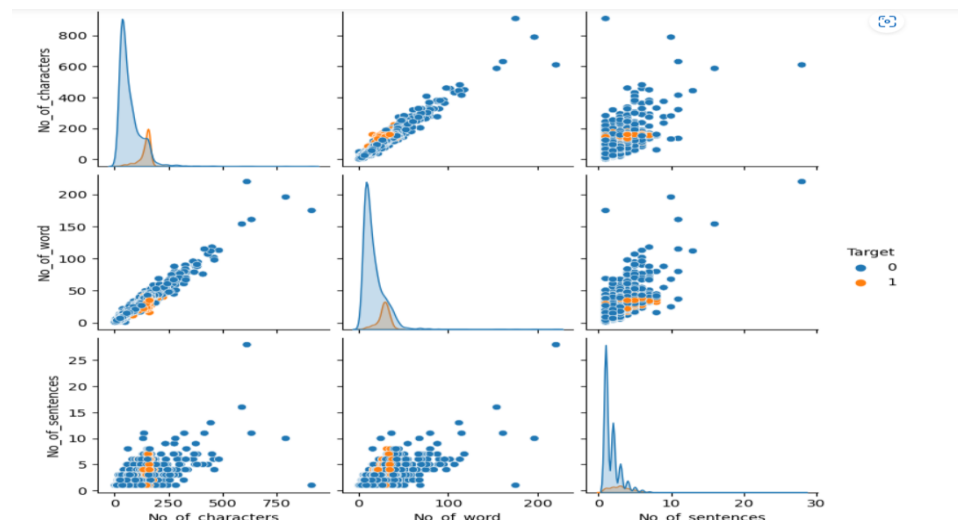 No_of_characters
800
600
400
200
0
No_of_word
200
150
100
50
0
Target
0
1
No_of_sentences
25
20
15
10
5
0
0 250 500 750
0 100 200
0 10 20 30
No_of_characters No_of_word No_of_sentences